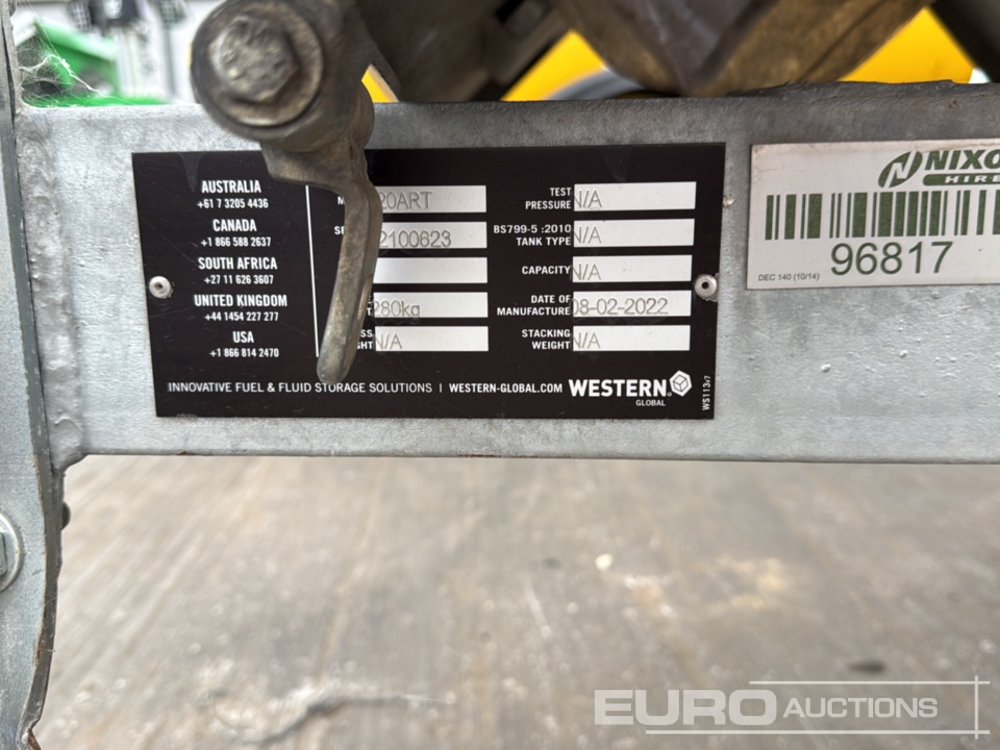 AUSTRALIA
+61 7 3205 4436
CANADA
+1 866 588 2637
SOUTH AFRICA
+27 11 626 3607
UNITED KINGDOM
+44 1454 227 277
USA
+1 866 814 2470
M 20ART
SE 2100623
280kg
GHT N/A
TEST PRESSURE N/A
BS799-5 :2010 TANK TYPE N/A
CAPACITY N/A
DATE OF MANUFACTURE 08-02-2022
STACKING WEIGHT N/A
INNOVATIVE FUEL & FLUID STORAGE SOLUTIONS | WESTERN-GLOBAL.COM WESTERN
GLOBAL
WS113v7
NIXO
HIRE
96817
DEC 140 (10/14)
EURO AUCTIONS